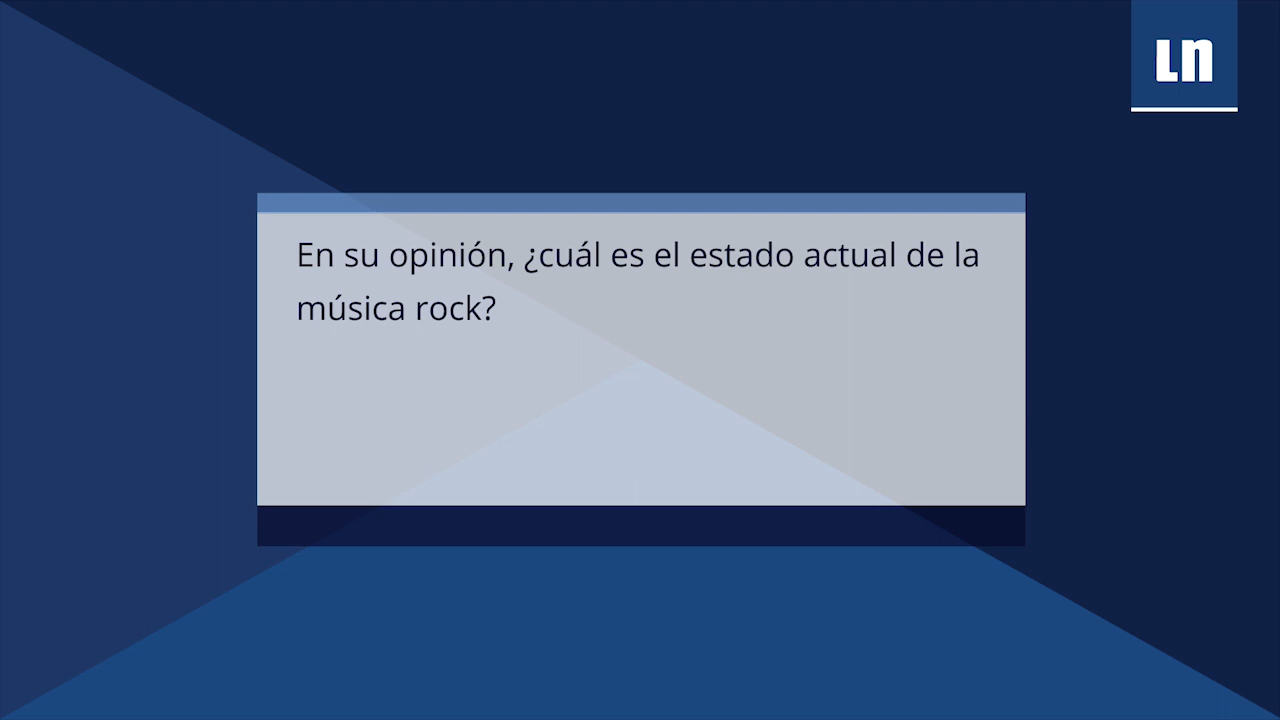 LN
En su opinión, ¿cuál es el estado actual de la
música rock?